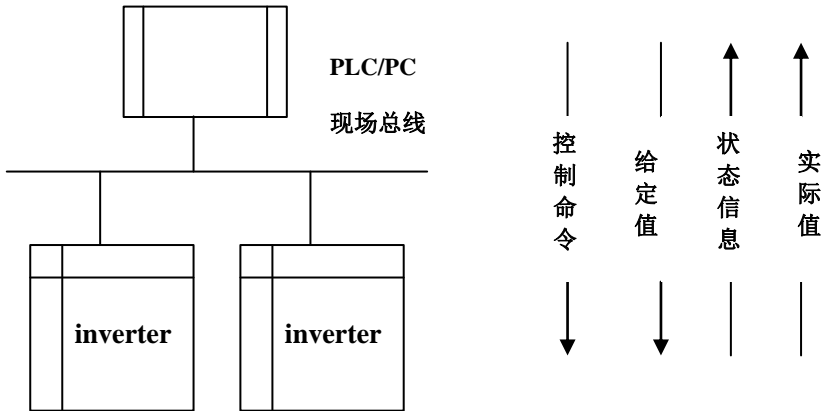 PLC/PC
现场总线
控制命令
给定值
状态信息
实际值
inverter
inverter